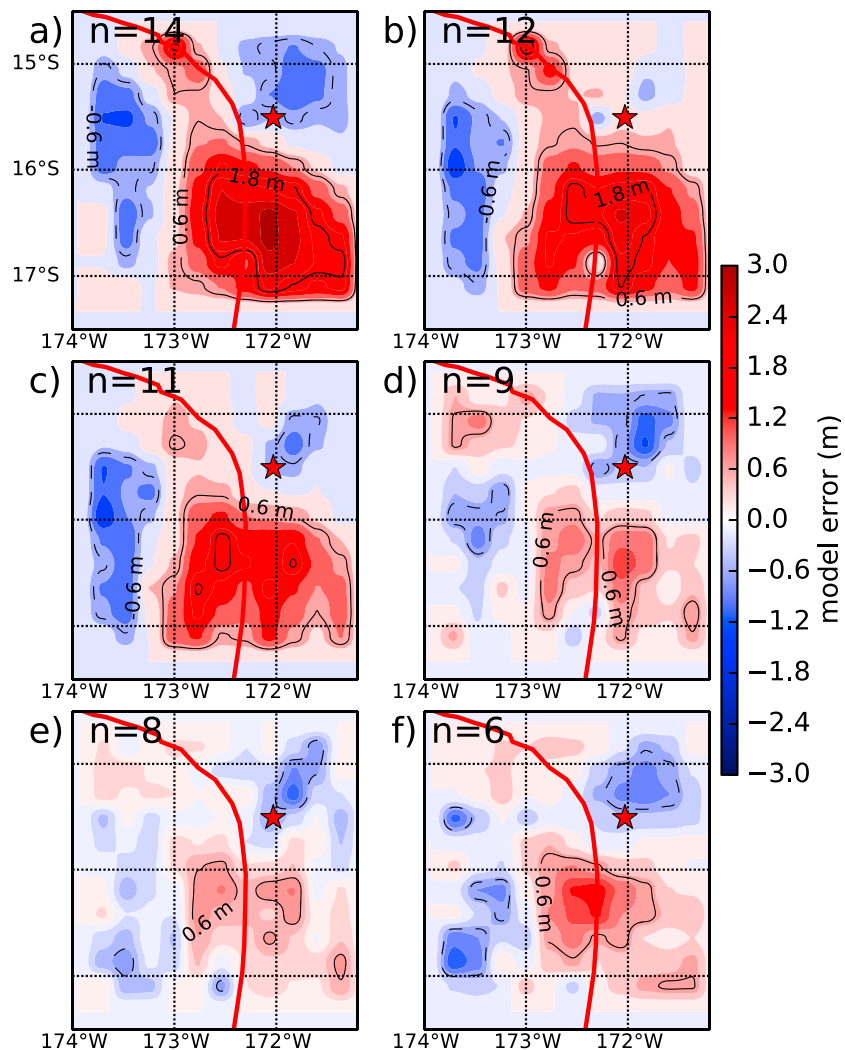 a) n=14
b) n=12
15°S
16°S
17°S
-0.6 m
0.6 m
1.8 m
-0.6 m
1.8 m
0.6 m
174°W 173°W 172°W
174°W 173°W 172°W
c) n=11
d) n=9
-0.6 m
0.6 m
0.6 m
0.6 m
174°W 173°W 172°W
174°W 173°W 172°W
e) n=8
f) n=6
0.6 m
0.6 m
174°W 173°W 172°W
174°W 173°W 172°W
3.0
2.4
1.8
1.2
0.6
0.0
−0.6
−1.2
−1.8
−2.4
−3.0
model error (m)